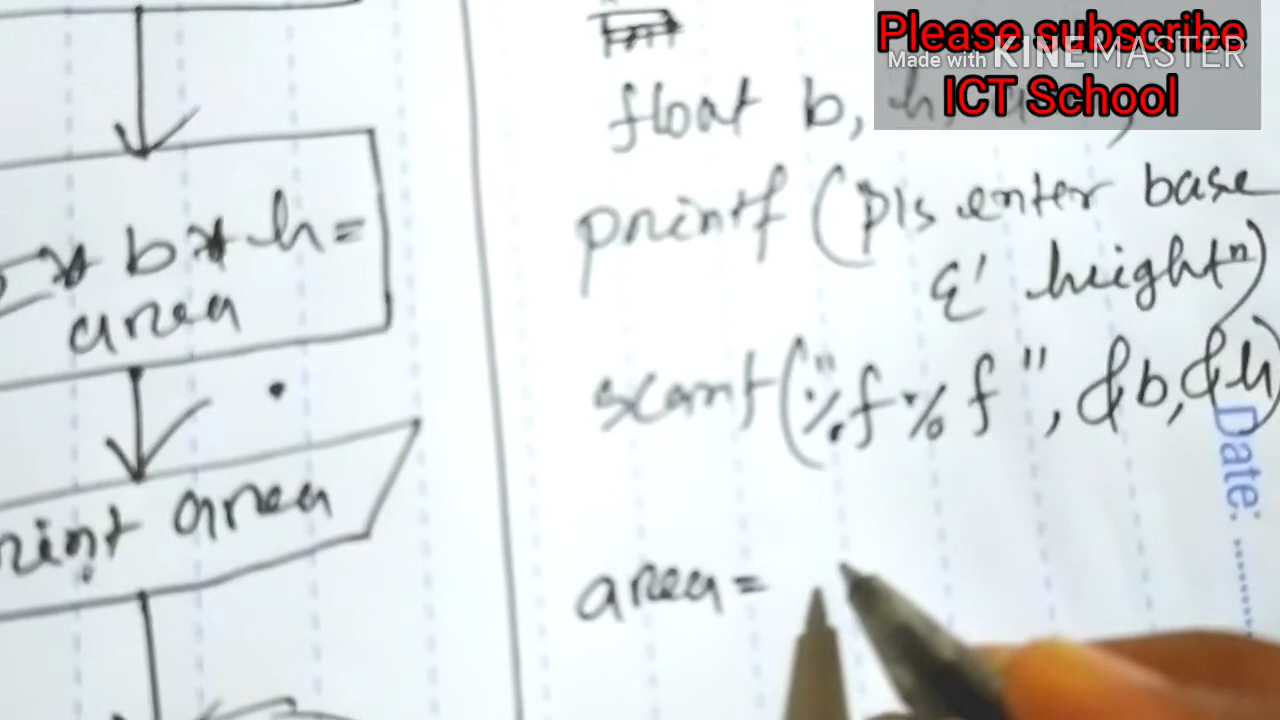 * b * h =
area
print area
float b, h,
printf (pls enter base
& height")
scanf ("%f %f", &b, &h)
area =
Date:
Please subscribe
Made with KINEMASTER
ICT School